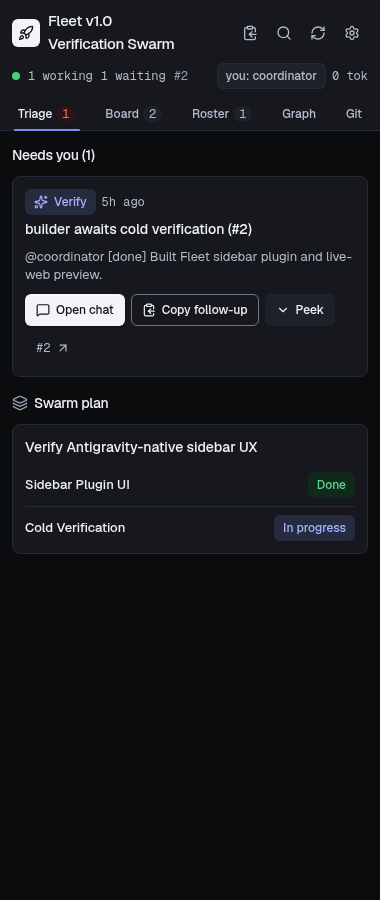 Fleet v1.0
Verification Swarm
1 working 1 waiting #2
you: coordinator
0 tok
Triage 1
Board 2
Roster 1
Graph
Git
Needs you (1)
Verify
5h ago
builder awaits cold verification (#2)
@coordinator [done] Built Fleet sidebar plugin and live-
web preview.
Open chat
Copy follow-up
Peek
#2
Swarm plan
Verify Antigravity-native sidebar UX
Sidebar Plugin UI
Done
Cold Verification
In progress